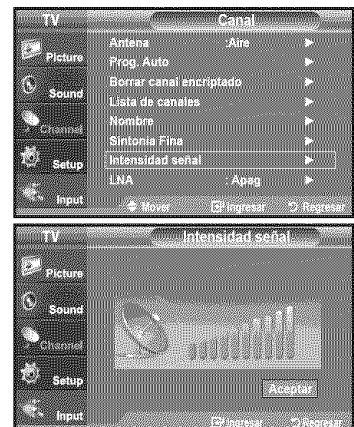 TV Canal
Picture
Sound
Channel
Setup
Input
Antena :Aire
Prog. Auto
Borrar canal encriptado
Lista de canales
Nombre
Sintonía Fina
Intensidad señal
LNA : Apag
Mover Ingresar Regresar
TV Intensidad señal
Picture
Sound
Channel
Setup
Input
Aceptar
Ingresar Regresar